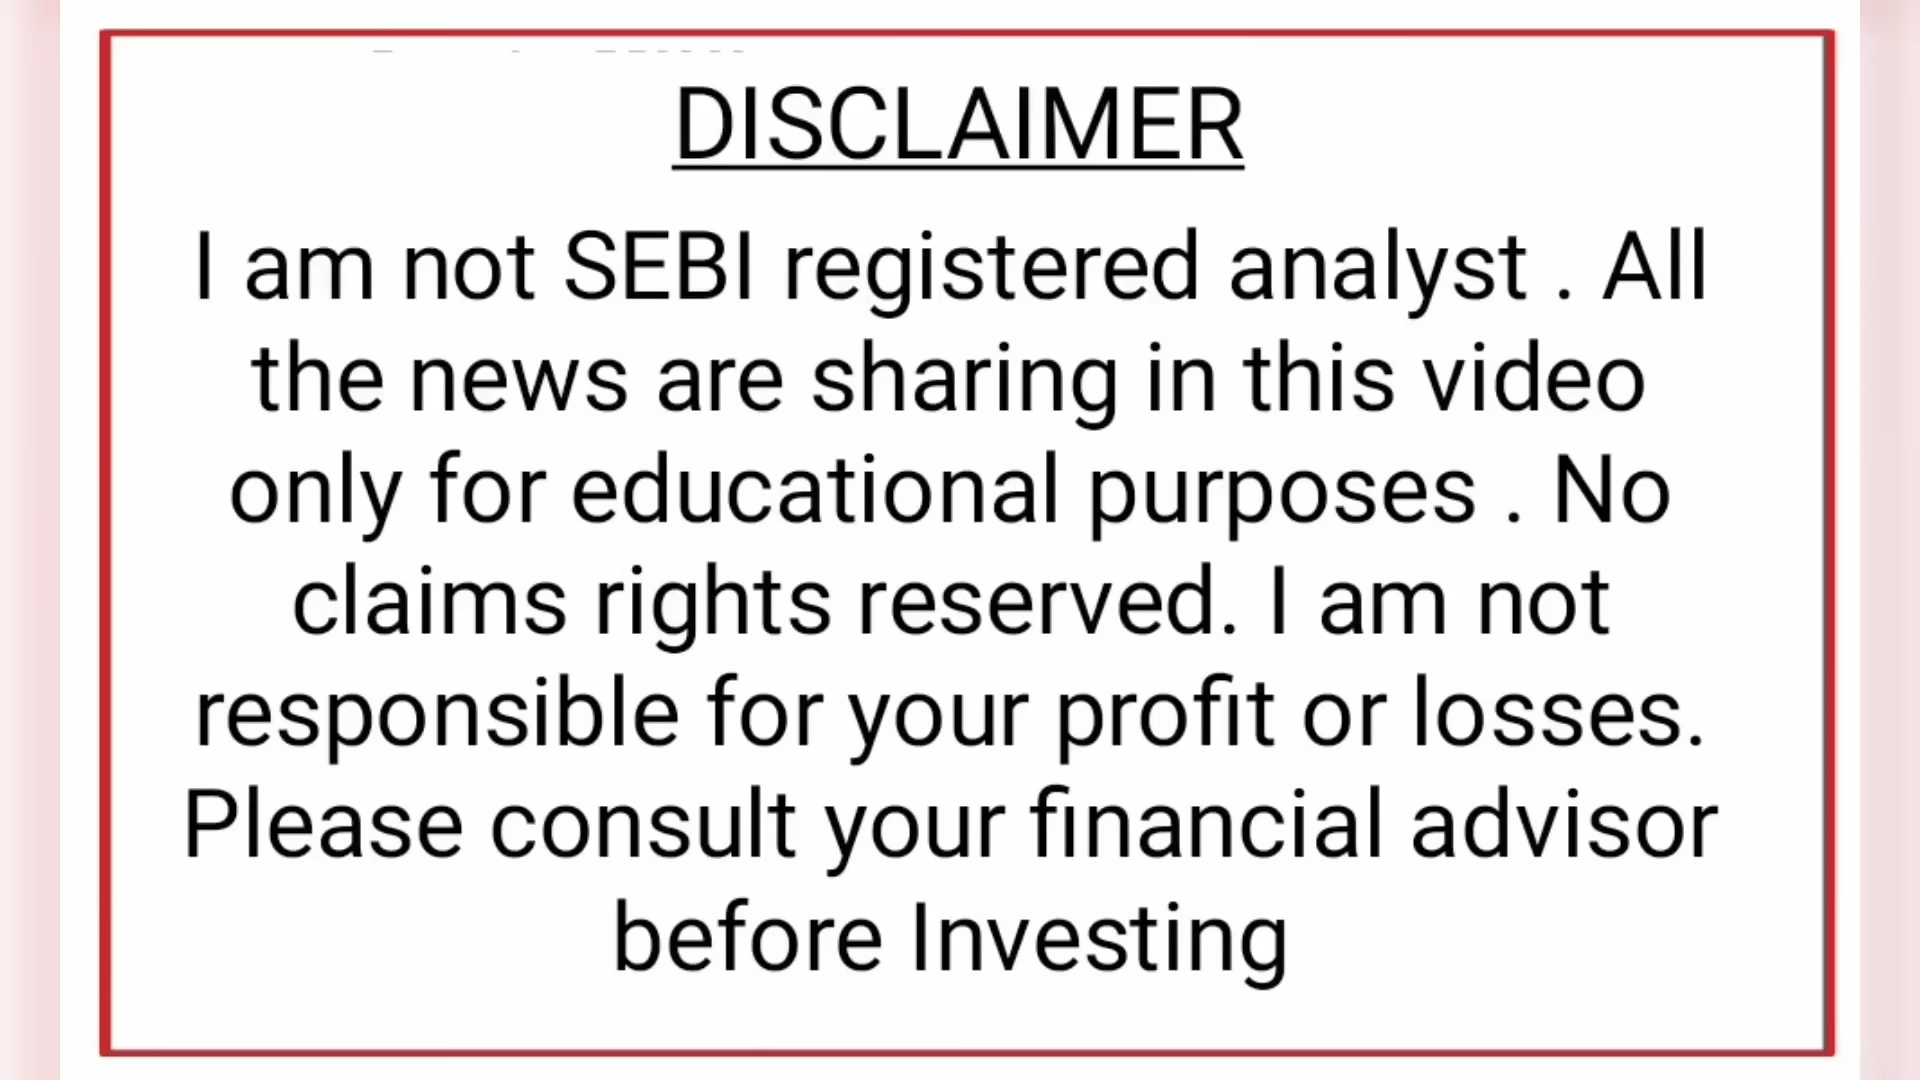 DISCLAIMER
I am not SEBI registered analyst . All
the news are sharing in this video
only for educational purposes . No
claims rights reserved. I am not
responsible for your profit or losses.
Please consult your financial advisor
before Investing